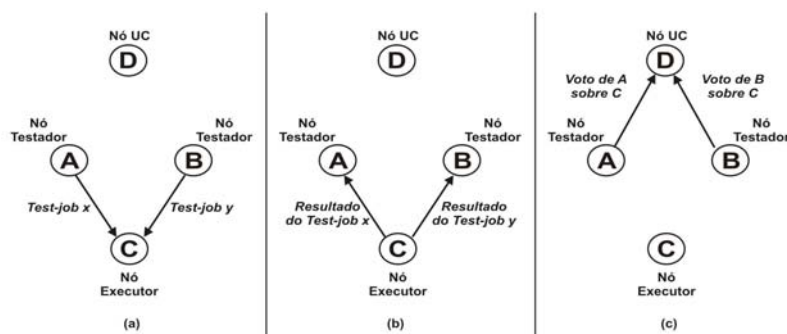 Nó UC
D
Nó
Testador
Nó
Testador
A
B
Test-job x
Test-job y
C
Nó
Executor
(a)
Nó UC
D
Nó
Testador
Nó
Testador
A
B
Resultado
do Test-job x
Resultado
do Test-job y
C
Nó
Executor
(b)
Nó UC
D
Voto de A
sobre C
Voto de B
sobre C
Nó
Testador
Nó
Testador
A
B
C
Nó
Executor
(c)